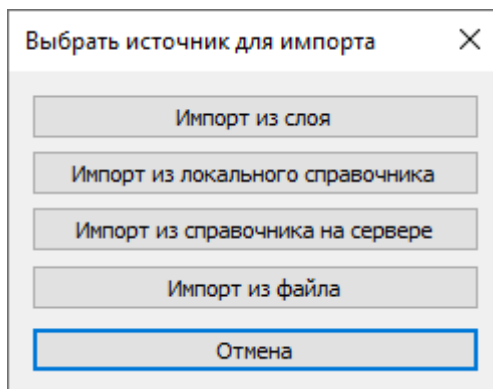 Выбрать источник для импорта
Импорт из слоя
Импорт из локального справочника
Импорт из справочника на сервере
Импорт из файла
Отмена